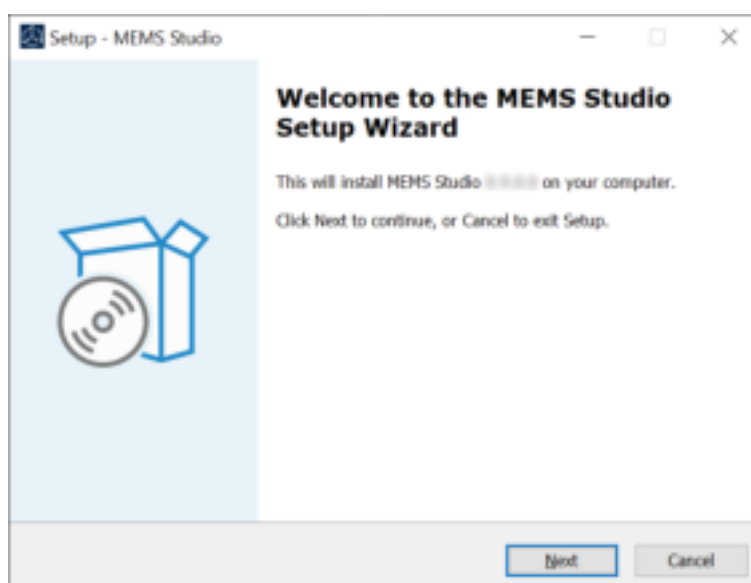 Setup - MEMS Studio
Welcome to the MEMS Studio
Setup Wizard
This will install MEMS Studio on your computer.
Click Next to continue, or Cancel to exit Setup.
Next
Cancel